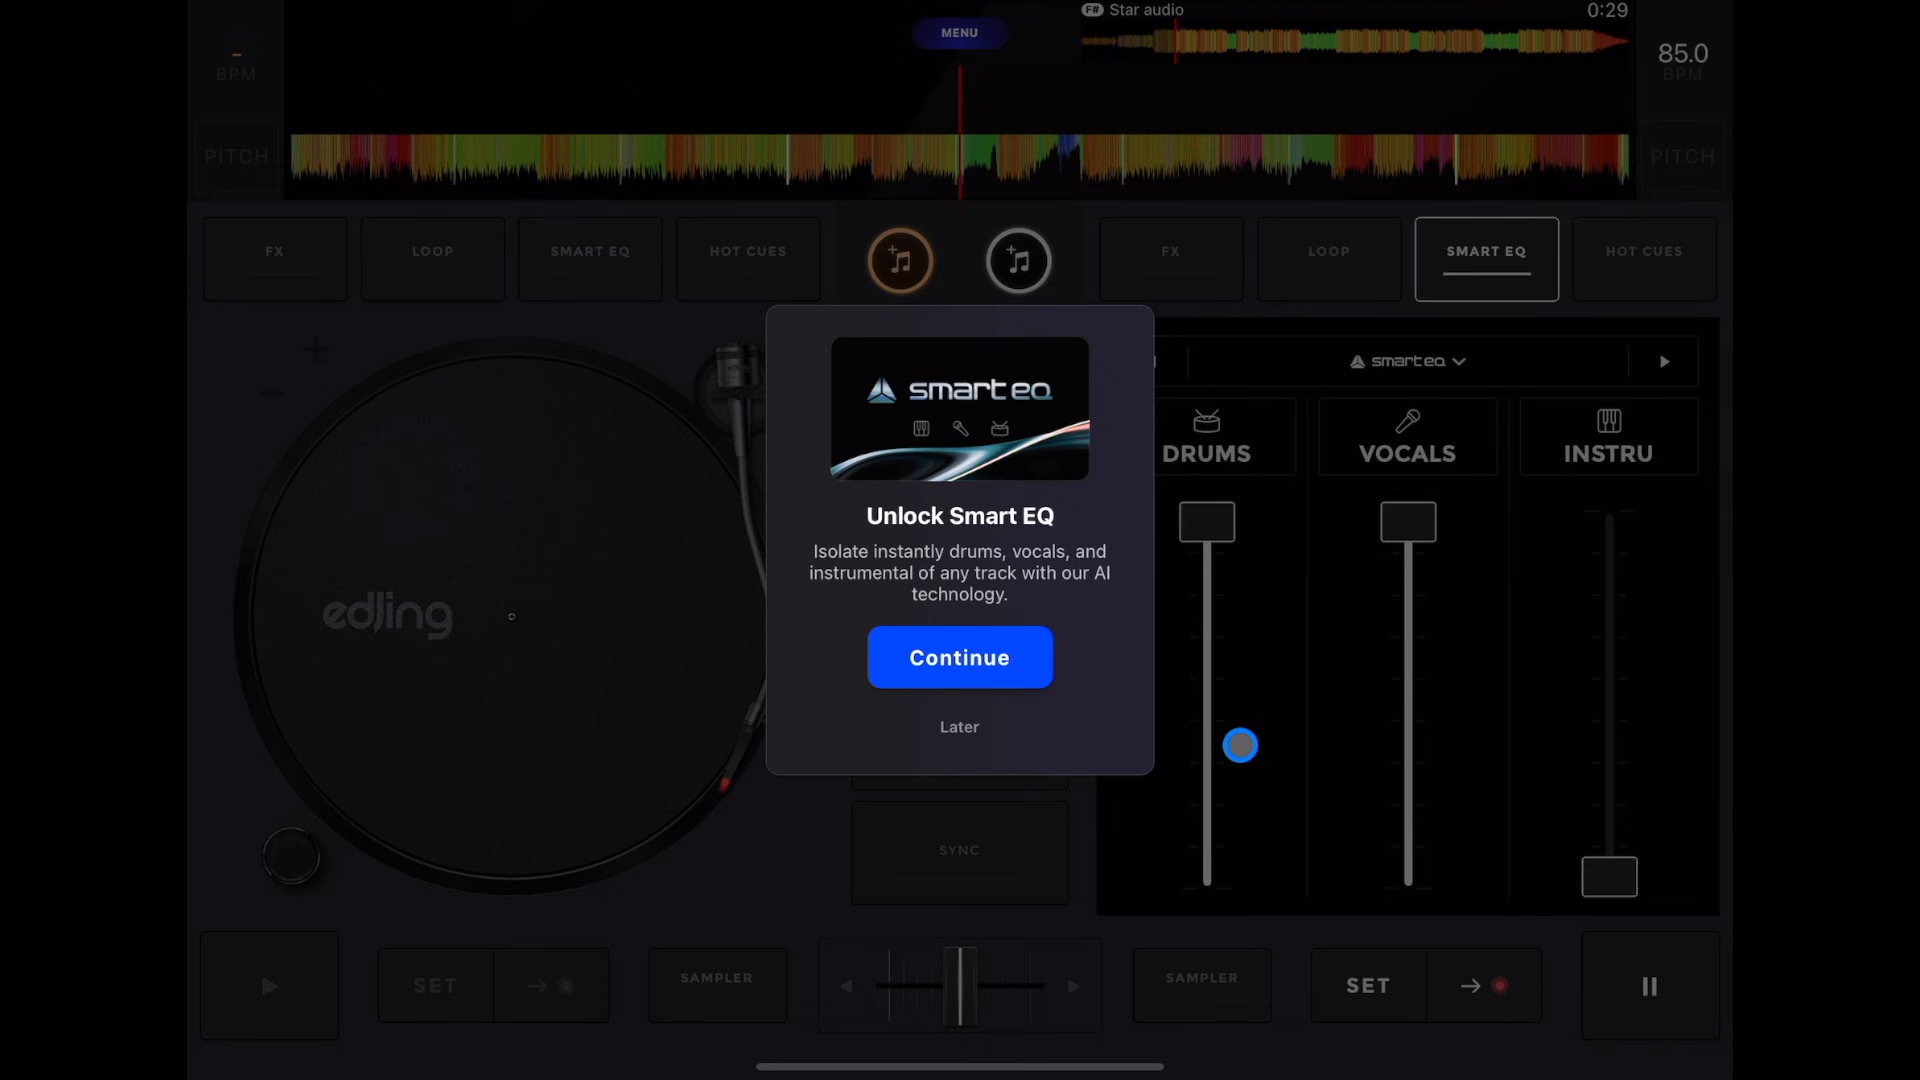 F# Star audio
0:29
MENU
-
BPM
85.0
BPM
PITCH
PITCH
FX
LOOP
SMART EQ
HOT CUES
FX
LOOP
SMART EQ
HOT CUES
smart eq
smart eq
DRUMS
VOCALS
INSTRU
Unlock Smart EQ
Isolate instantly drums, vocals, and
instrumental of any track with our AI
technology.
Continue
Later
edjing
SYNC
SET
SAMPLER
SAMPLER
SET